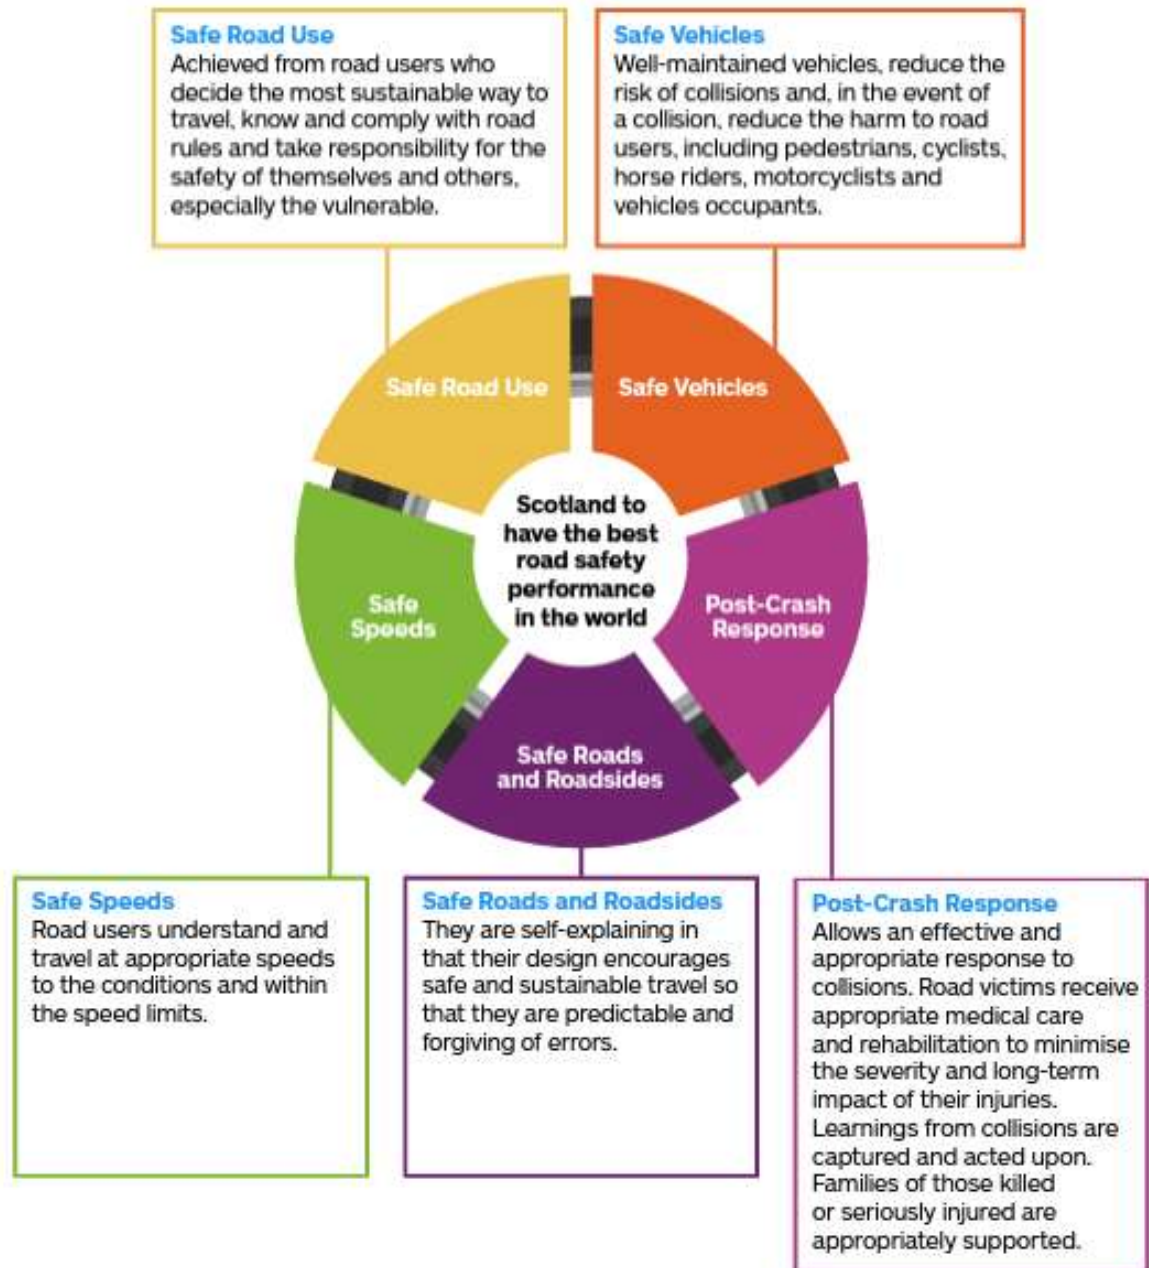 Safe Road Use
Achieved from road users who
decide the most sustainable way to
travel, know and comply with road
rules and take responsibility for the
safety of themselves and others,
especially the vulnerable.
Safe Vehicles
Well-maintained vehicles, reduce the
risk of collisions and, in the event of
a collision, reduce the harm to road
users, including pedestrians, cyclists,
horse riders, motorcyclists and
vehicles occupants.
Safe Road Use
Safe Vehicles
Scotland to
have the best
road safety
performance
in the world
Safe
Speeds
Post-Crash
Response
Safe Roads
and Roadsides
Safe Speeds
Road users understand and
travel at appropriate speeds
to the conditions and within
the speed limits.
Safe Roads and Roadsides
They are self-explaining in
that their design encourages
safe and sustainable travel so
that they are predictable and
forgiving of errors.
Post-Crash Response
Allows an effective and
appropriate response to
collisions. Road victims receive
appropriate medical care
and rehabilitation to minimise
the severity and long-term
impact of their injuries.
Learnings from collisions are
captured and acted upon.
Families of those killed
or seriously injured are
appropriately supported.